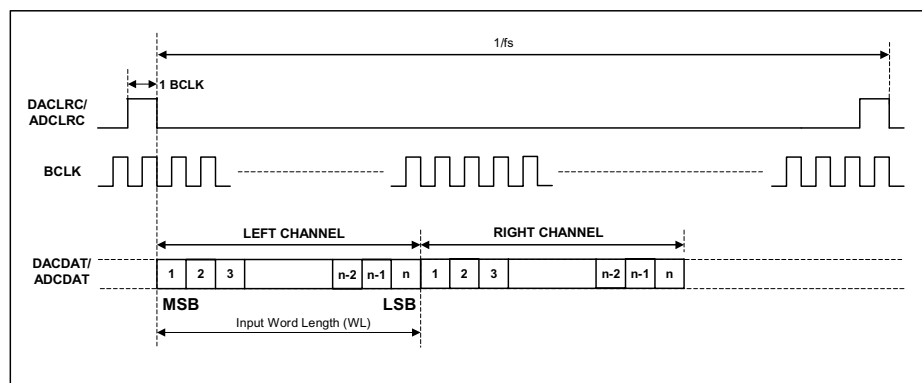 1/fs
1 BCLK
DACLRC/
ADCLRC
BCLK
LEFT CHANNEL
RIGHT CHANNEL
DACDAT/
ADCDAT
1 2 3 n-2 n-1 n 1 2 3 n-2 n-1 n
MSB LSB
Input Word Length (WL)